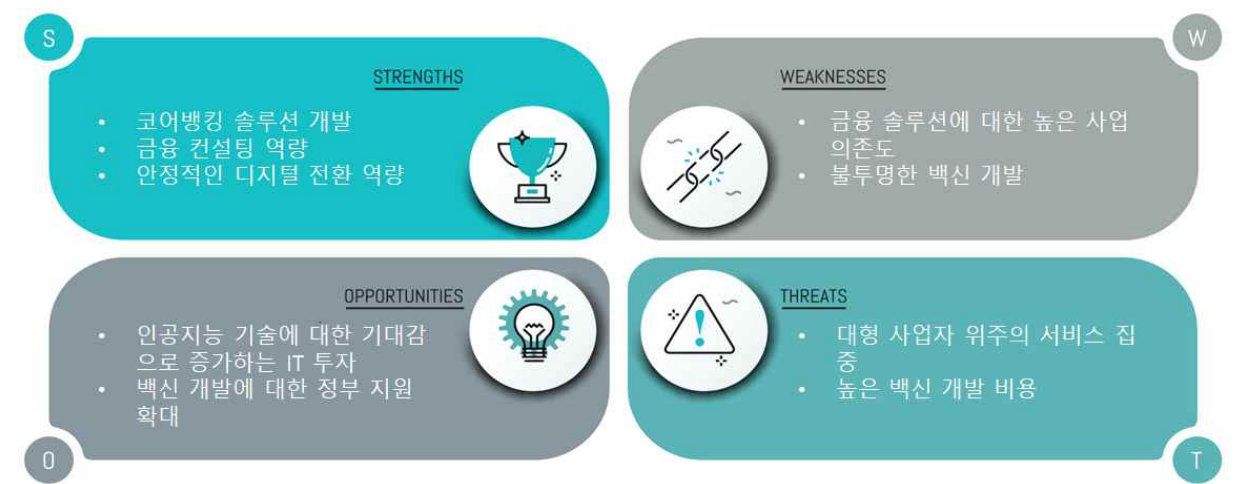 S
STRENGTHS
• 코어뱅킹 솔루션 개발
• 금융 컨설팅 역량
• 안정적인 디지털 전환 역량
W
WEAKNESSES
• 금융 솔루션에 대한 높은 사업
의존도
• 불투명한 백신 개발
OPPORTUNITIES
• 인공지능 기술에 대한 기대감
으로 증가하는 IT 투자
• 백신 개발에 대한 정부 지원
확대
O
THREATS
• 대형 사업자 위주의 서비스 집
중
• 높은 백신 개발 비용
T